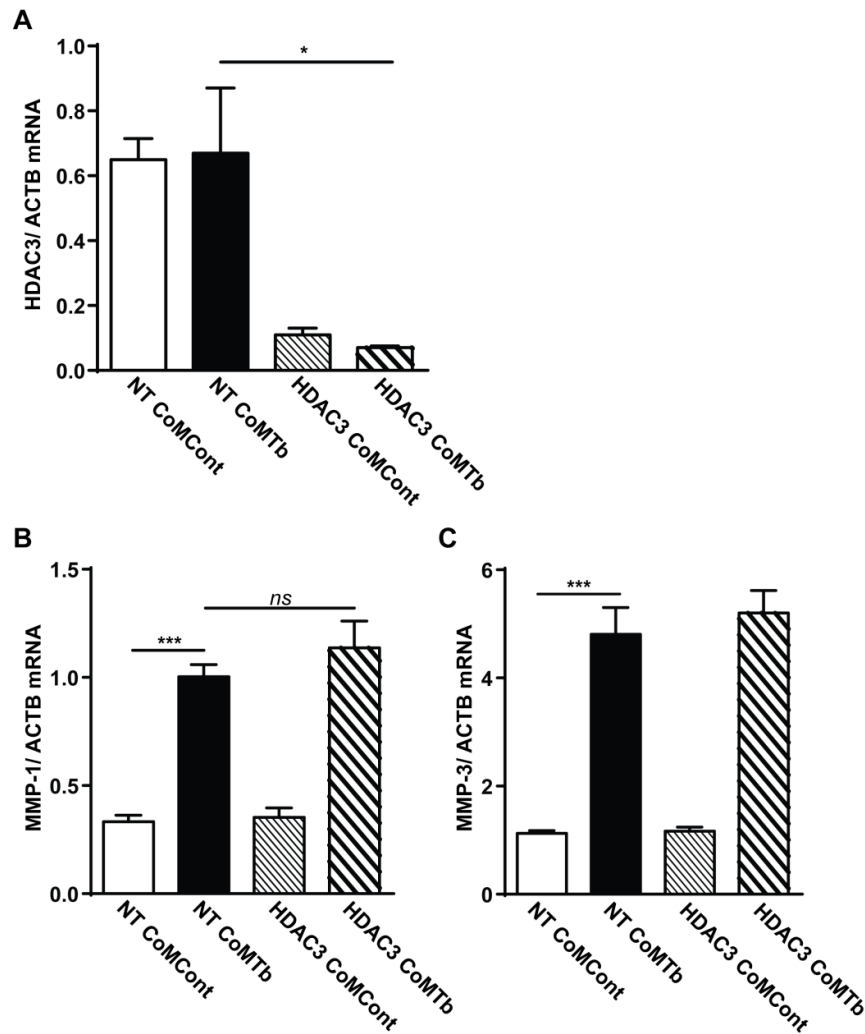 A
*
1.0
0.8
0.6
0.4
0.2
0.0
HDAC3/ ACTB mRNA
NT CoMCont
NT CoMTb
HDAC3 CoMCont
HDAC3 CoMTb
B
ns
***
1.5
1.0
0.5
0.0
MMP-1/ ACTB mRNA
NT CoMCont
NT CoMTb
HDAC3 CoMCont
HDAC3 CoMTb
C
***
6
4
2
0
MMP-3/ ACTB mRNA
NT CoMCont
NT CoMTb
HDAC3 CoMCont
HDAC3 CoMTb